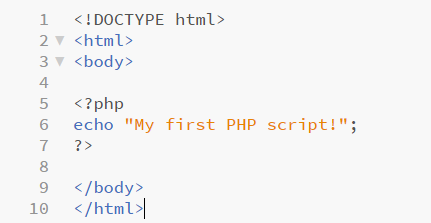 1 <!DOCTYPE html>
2 <html>
3 <body>
4
5 <?php
6 echo "My first PHP script!";
7 ?>
8
9 </body>
10 </html>